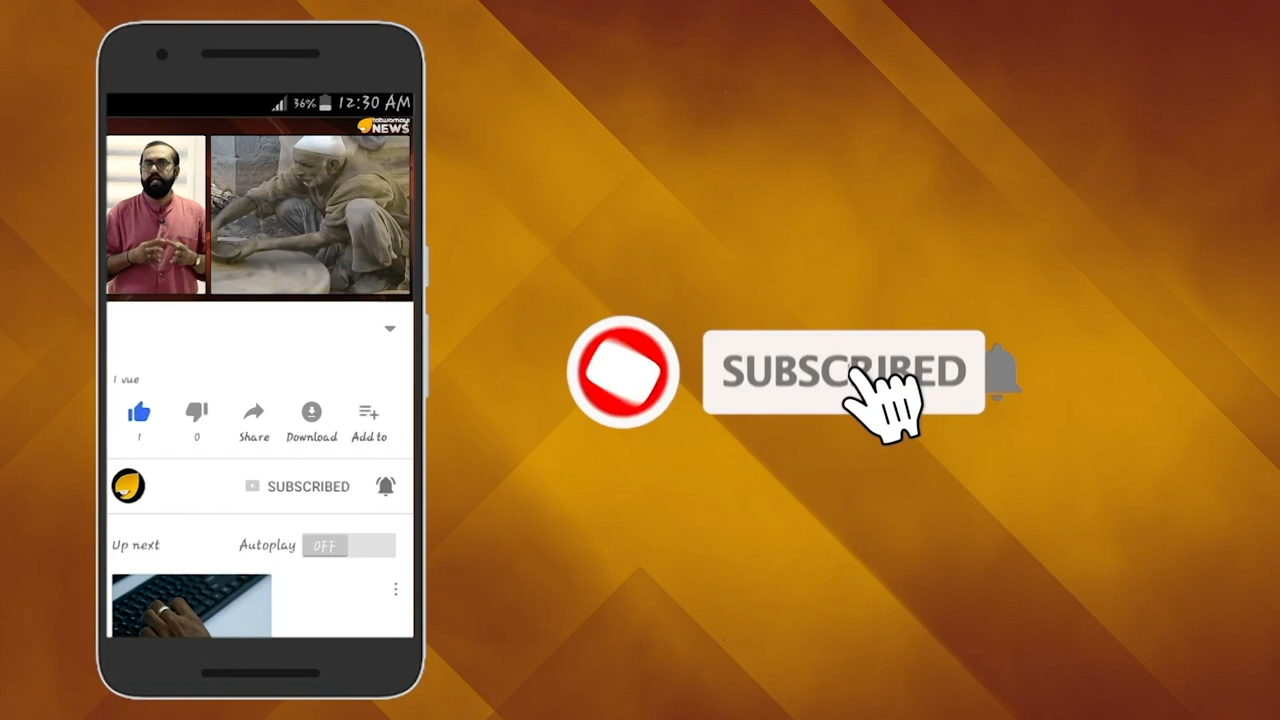 36% 12:30 AM
tatwamayi
NEWS
1 vue
1
0
Share
Download
Add to
SUBSCRIBED
Up next
Autoplay
OFF
SUBSCRIBED